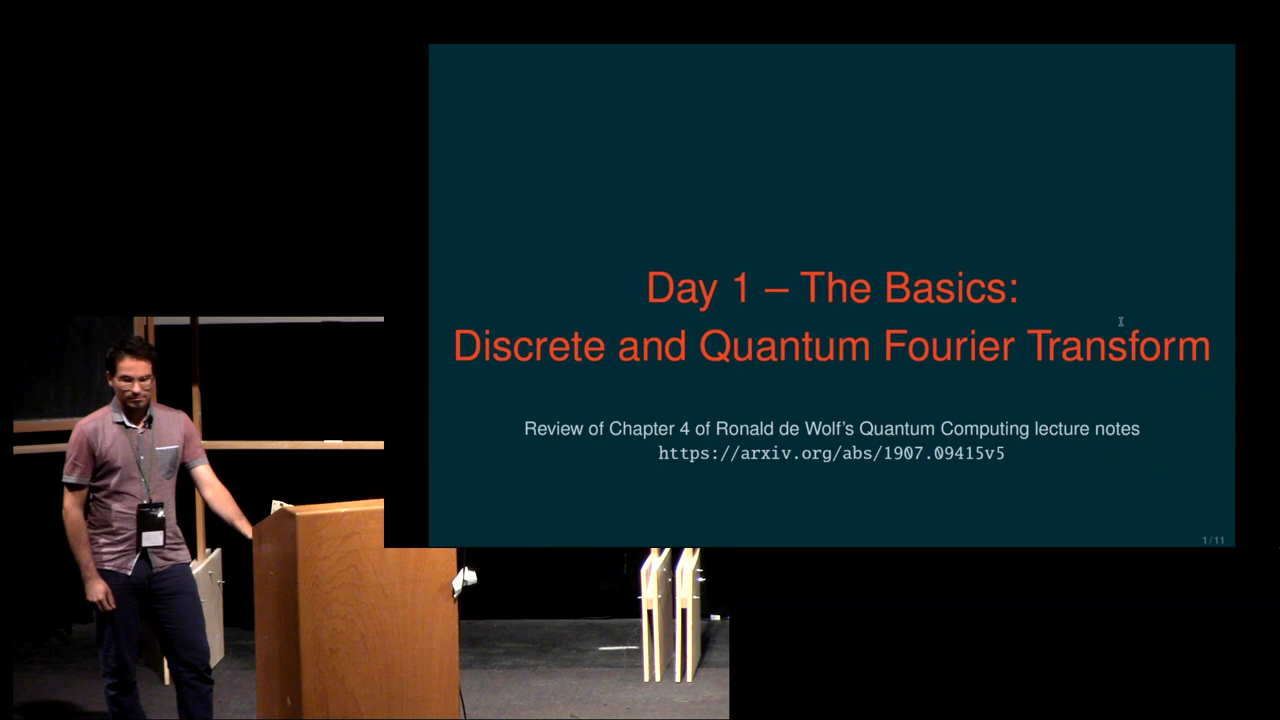 Day 1 – The Basics:
Discrete and Quantum Fourier Transform
Review of Chapter 4 of Ronald de Wolf's Quantum Computing lecture notes
https://arxiv.org/abs/1907.09415v5
1 / 11